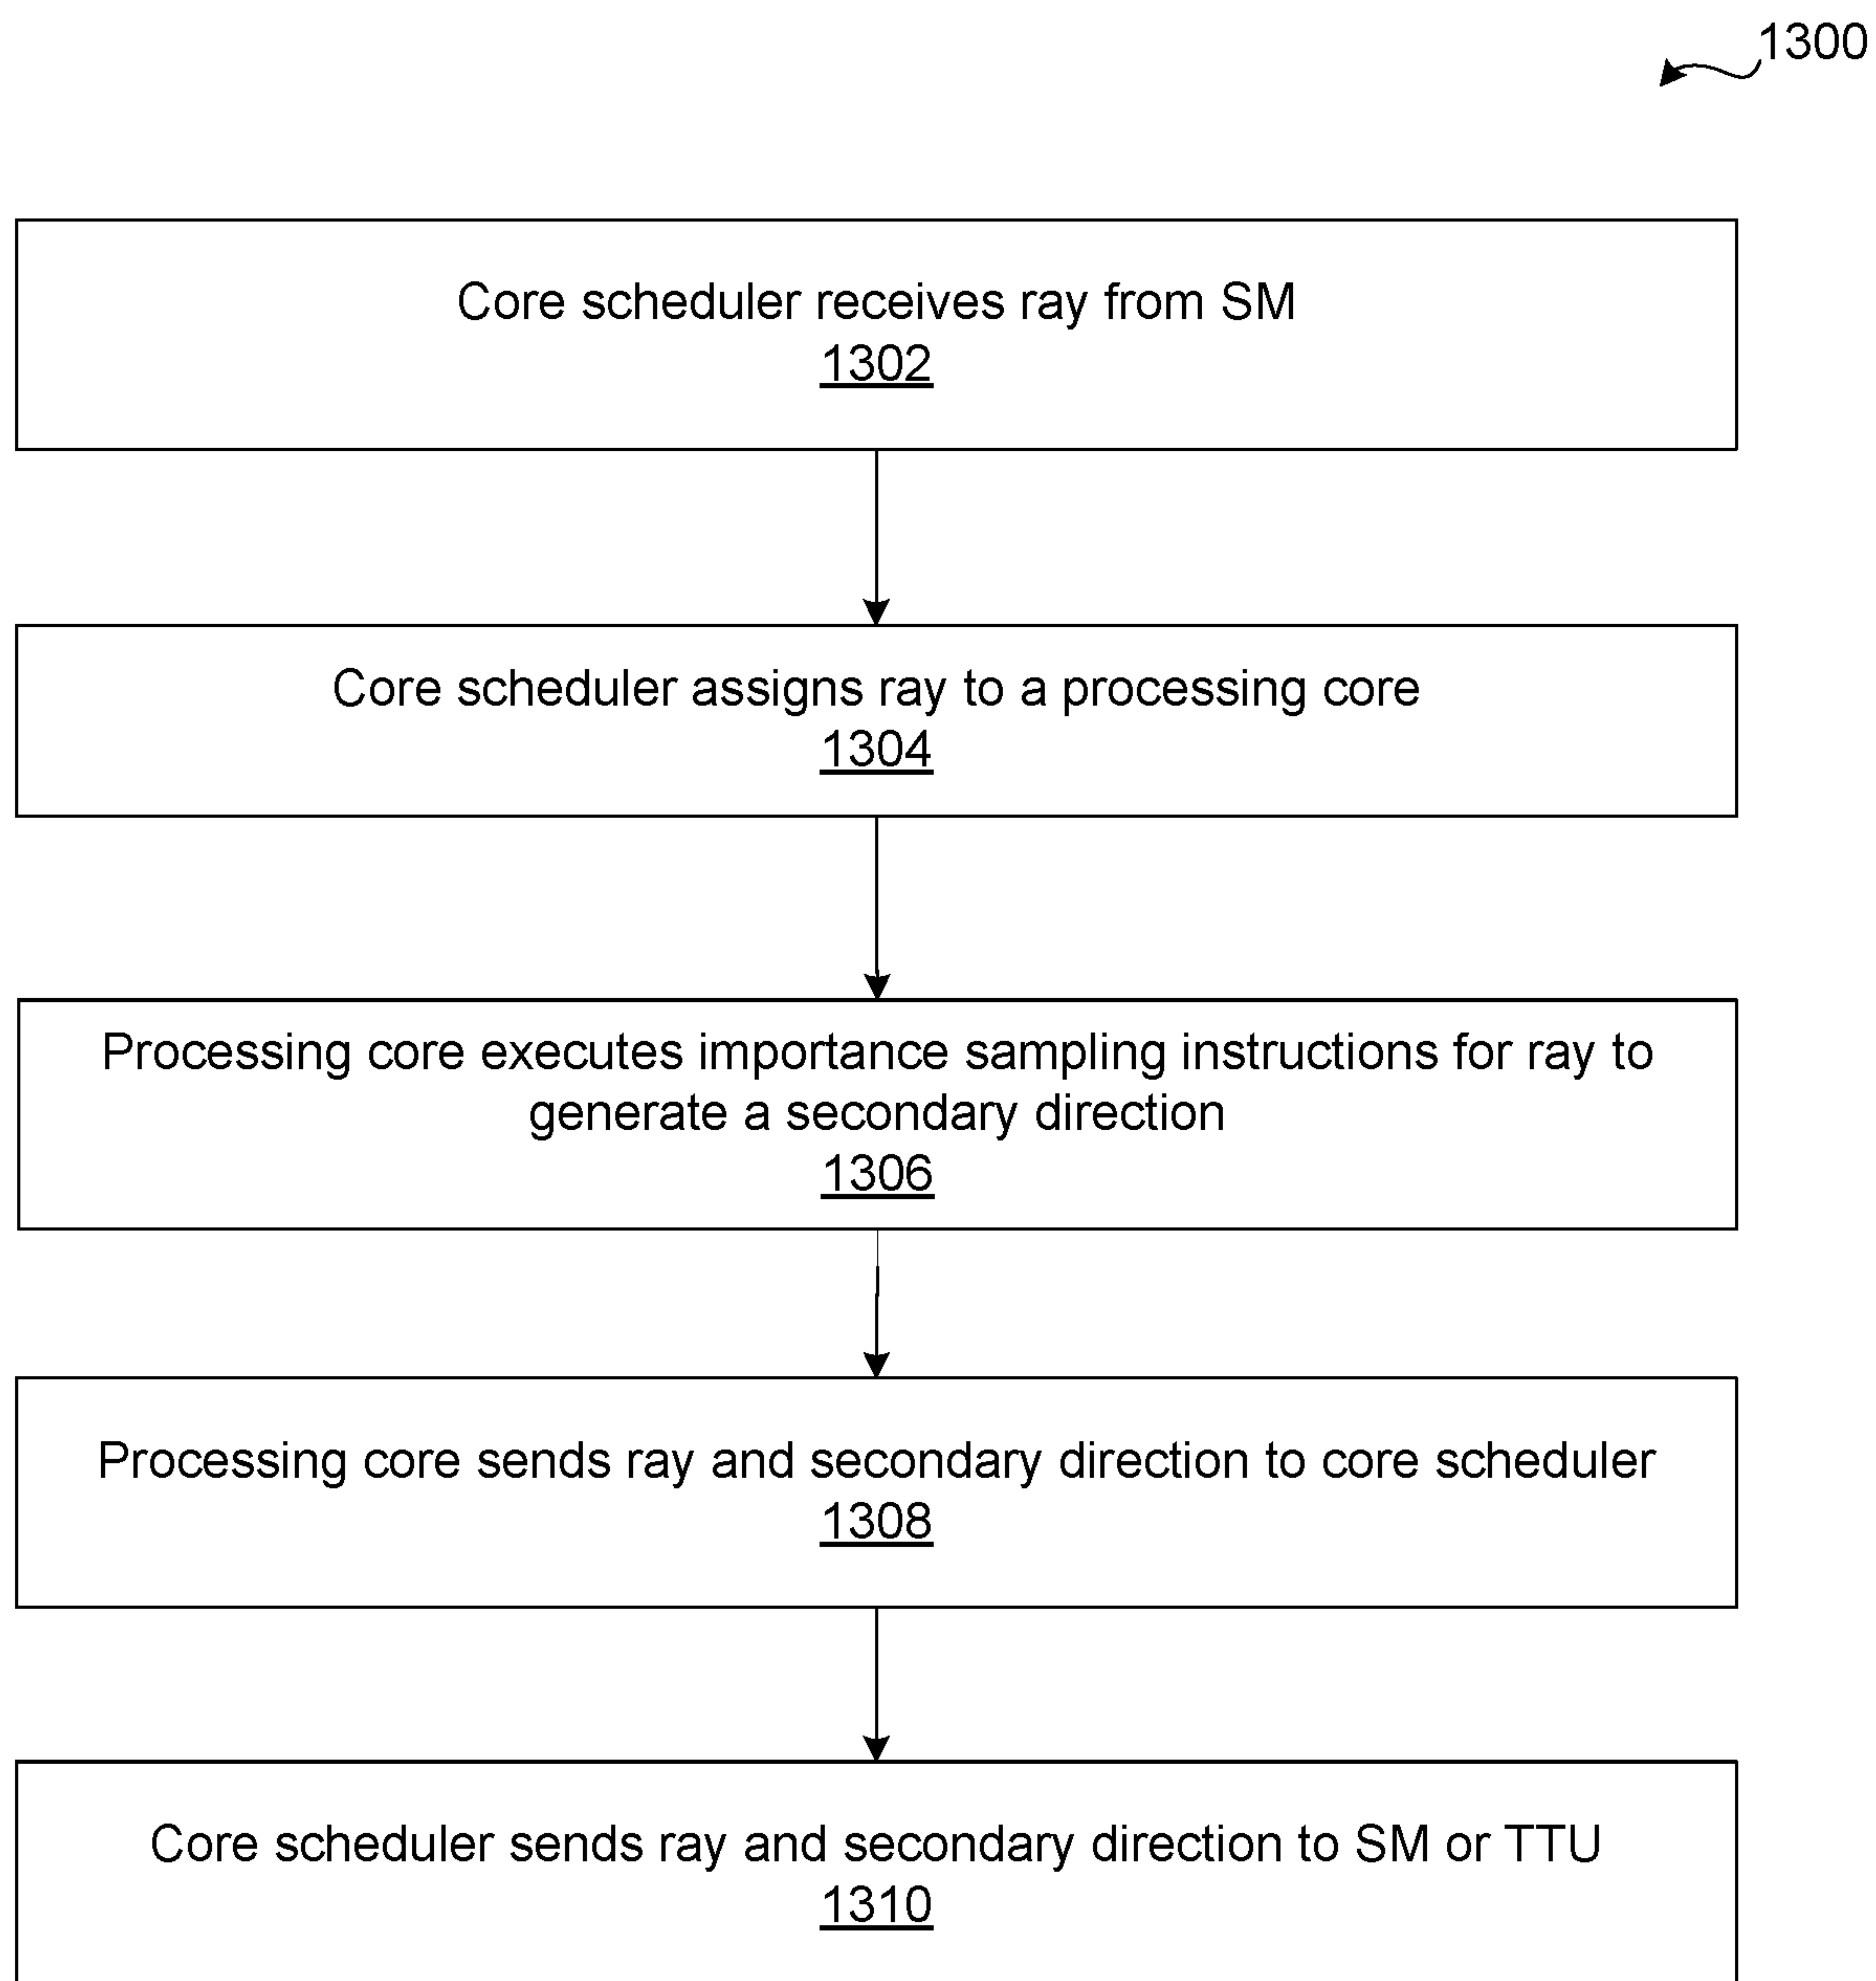 1300
Core scheduler receives ray from SM
1302
Core scheduler assigns ray to a processing core
1304
Processing core executes importance sampling instructions for ray to
generate a secondary direction
1306
Processing core sends ray and secondary direction to core scheduler
1308
Core scheduler sends ray and secondary direction to SM or TTU
1310